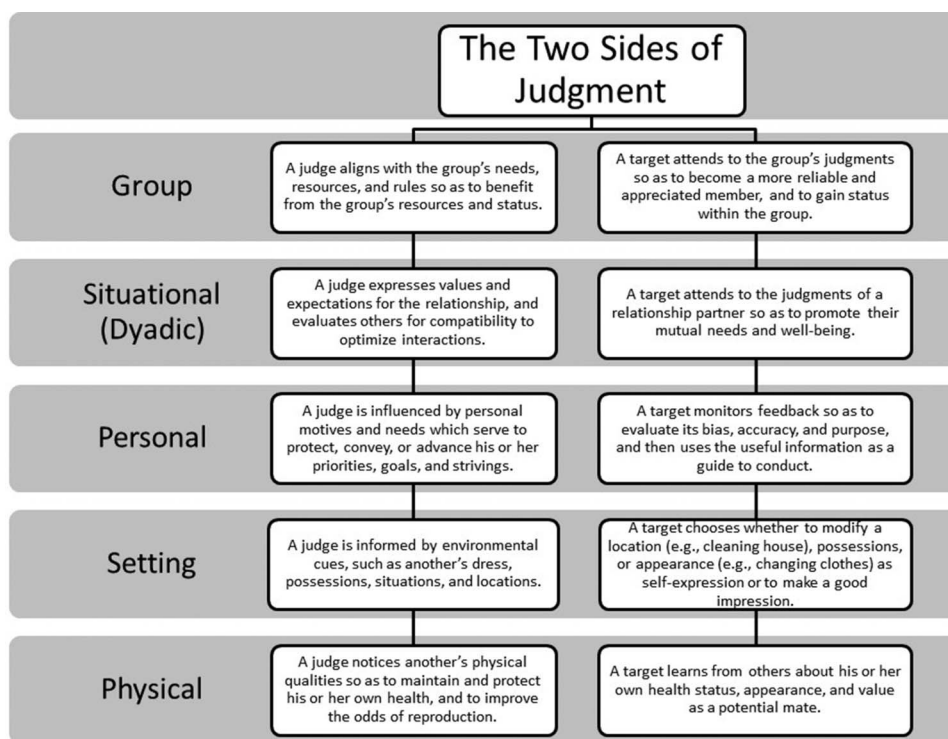 The Two Sides of
Judgment
Group
A judge aligns with the group's needs,
resources, and rules so as to benefit
from the group's resources and status.
A target attends to the group's judgments
so as to become a more reliable and
appreciated member, and to gain status
within the group.
Situational
(Dyadic)
A judge expresses values and
expectations for the relationship, and
evaluates others for compatibility to
optimize interactions.
A target attends to the judgments of a
relationship partner so as to promote their
mutual needs and well-being.
Personal
A judge is influenced by personal
motives and needs which serve to
protect, convey, or advance his or her
priorities, goals, and strivings.
A target monitors feedback so as to
evaluate its bias, accuracy, and purpose,
and then uses the useful information as a
guide to conduct.
Setting
A judge is informed by environmental
cues, such as another's dress,
possessions, situations, and locations.
A target chooses whether to modify a
location (e.g., cleaning house), possessions,
or appearance (e.g., changing clothes) as
self-expression or to make a good
impression.
Physical
A judge notices another's physical
qualities so as to maintain and protect
his or her own health, and to improve
the odds of reproduction.
A target learns from others about his or her
own health status, appearance, and value
as a potential mate.